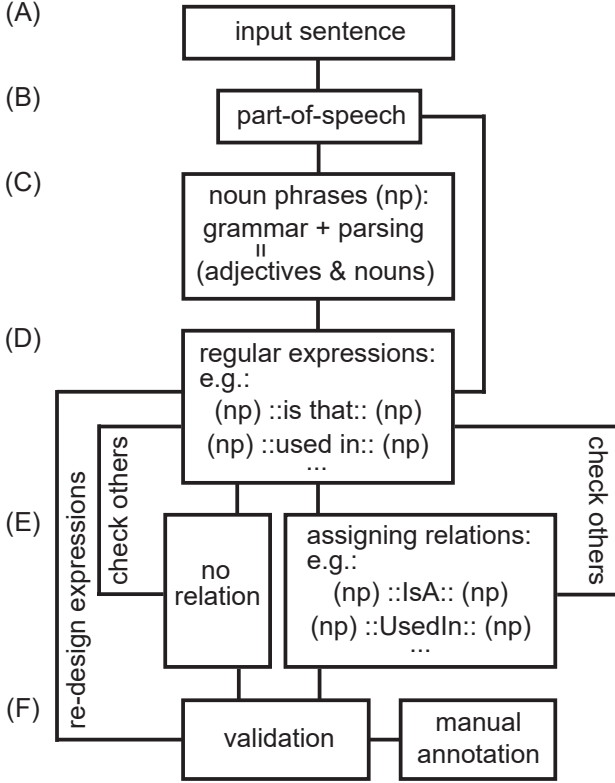 (A)
input sentence
(B)
part-of-speech
(C)
noun phrases (np):
grammar + parsing
=
(adjectives & nouns)
(D)
regular expressions:
e.g.:
(np) ::is that:: (np)
(np) ::used in:: (np)
...
re-design expressions
check others
check others
(E)
no
relation
assigning relations:
e.g.:
(np) ::IsA:: (np)
(np) ::UsedIn:: (np)
...
(F)
validation
manual
annotation